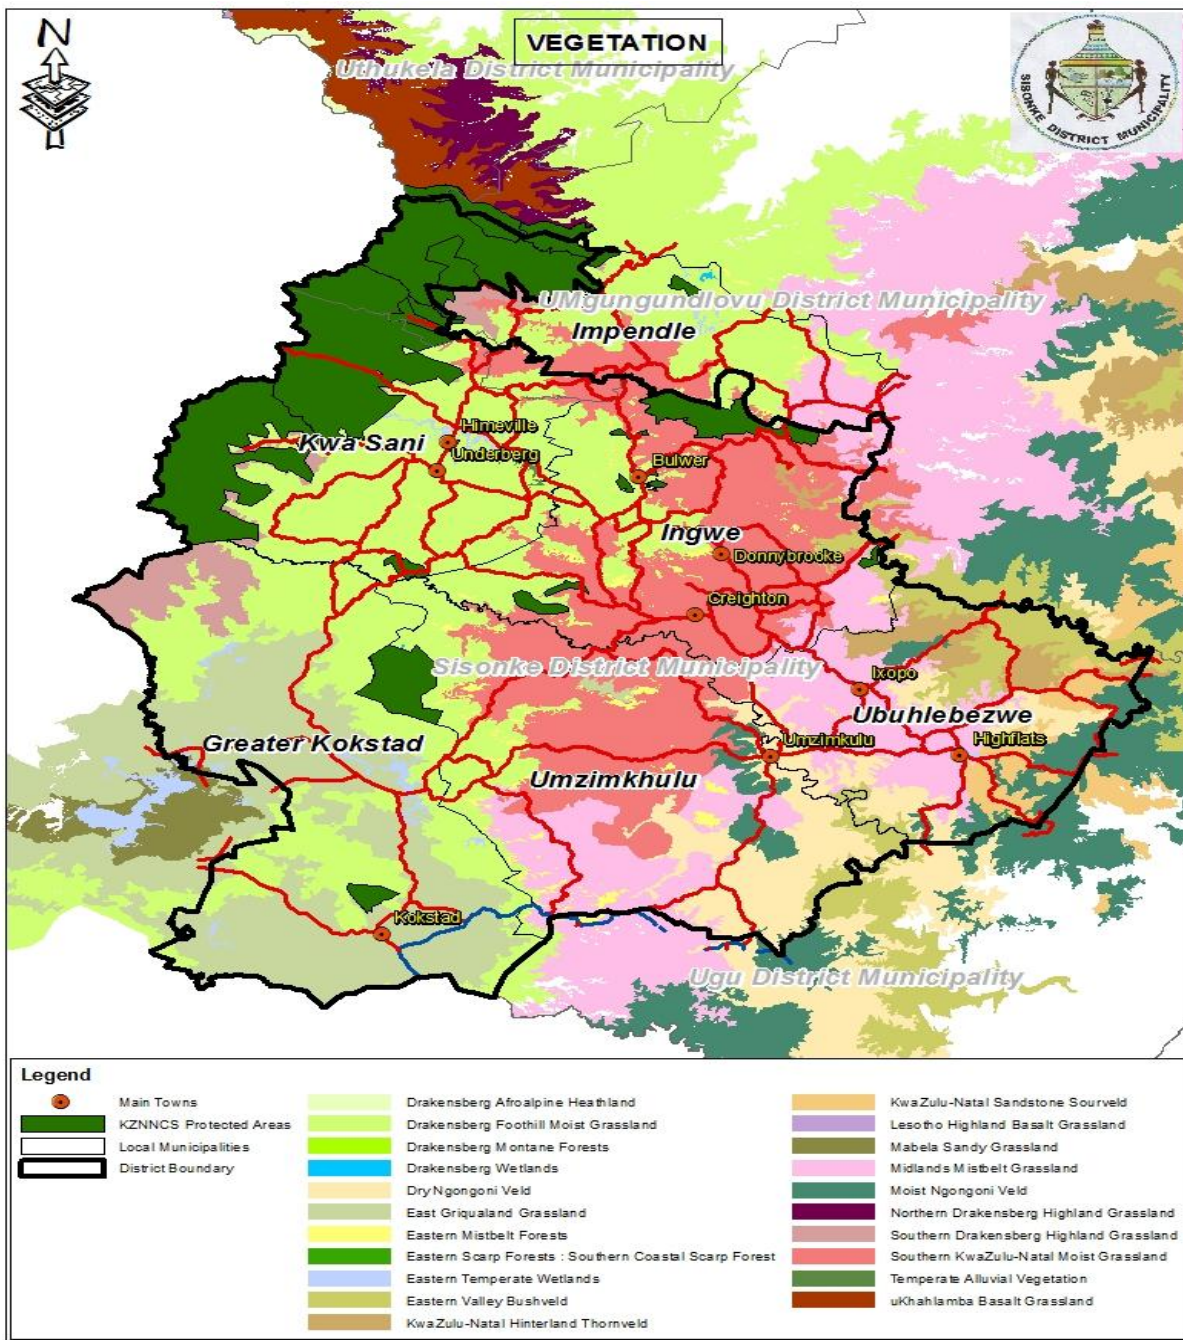 N
VEGETATION
Uthukela District Municipality
SISONKE DISTRICT MUNICIPALITY
UMgungundlovu District Municipality
Impendle
Himeville
Kwa Sani
Underberg
Bulwer
Ingwe
Donnybrooke
Creighton
Sisonke District Municipality
Ixopo
Ubuhlebezwe
Greater Kokstad
Umzimkulu
Highflats
Umzimkhulu
Kokstad
Ugu District Municipality
Legend
Main Towns
KZNNCS Protected Areas
Local Municipalities
District Boundary
Drakensberg Afroalpine Heathland
Drakensberg Foothill Moist Grassland
Drakensberg Montane Forests
Drakensberg Wetlands
Dry Ngongoni Veld
East Griqualand Grassland
Eastern Mistbelt Forests
Eastern Scarp Forests : Southern Coastal Scarp Forest
Eastern Temperate Wetlands
Eastern Valley Bushveld
KwaZulu-Natal Hinterland Thornveld
KwaZulu-Natal Sandstone Sourveld
Lesotho Highland Basalt Grassland
Mabela Sandy Grassland
Midlands Mistbelt Grassland
Moist Ngongoni Veld
Northern Drakensberg Highland Grassland
Southern Drakensberg Highland Grassland
Southern KwaZulu-Natal Moist Grassland
Temperate Alluvial Vegetation
uKhahlamba Basalt Grassland